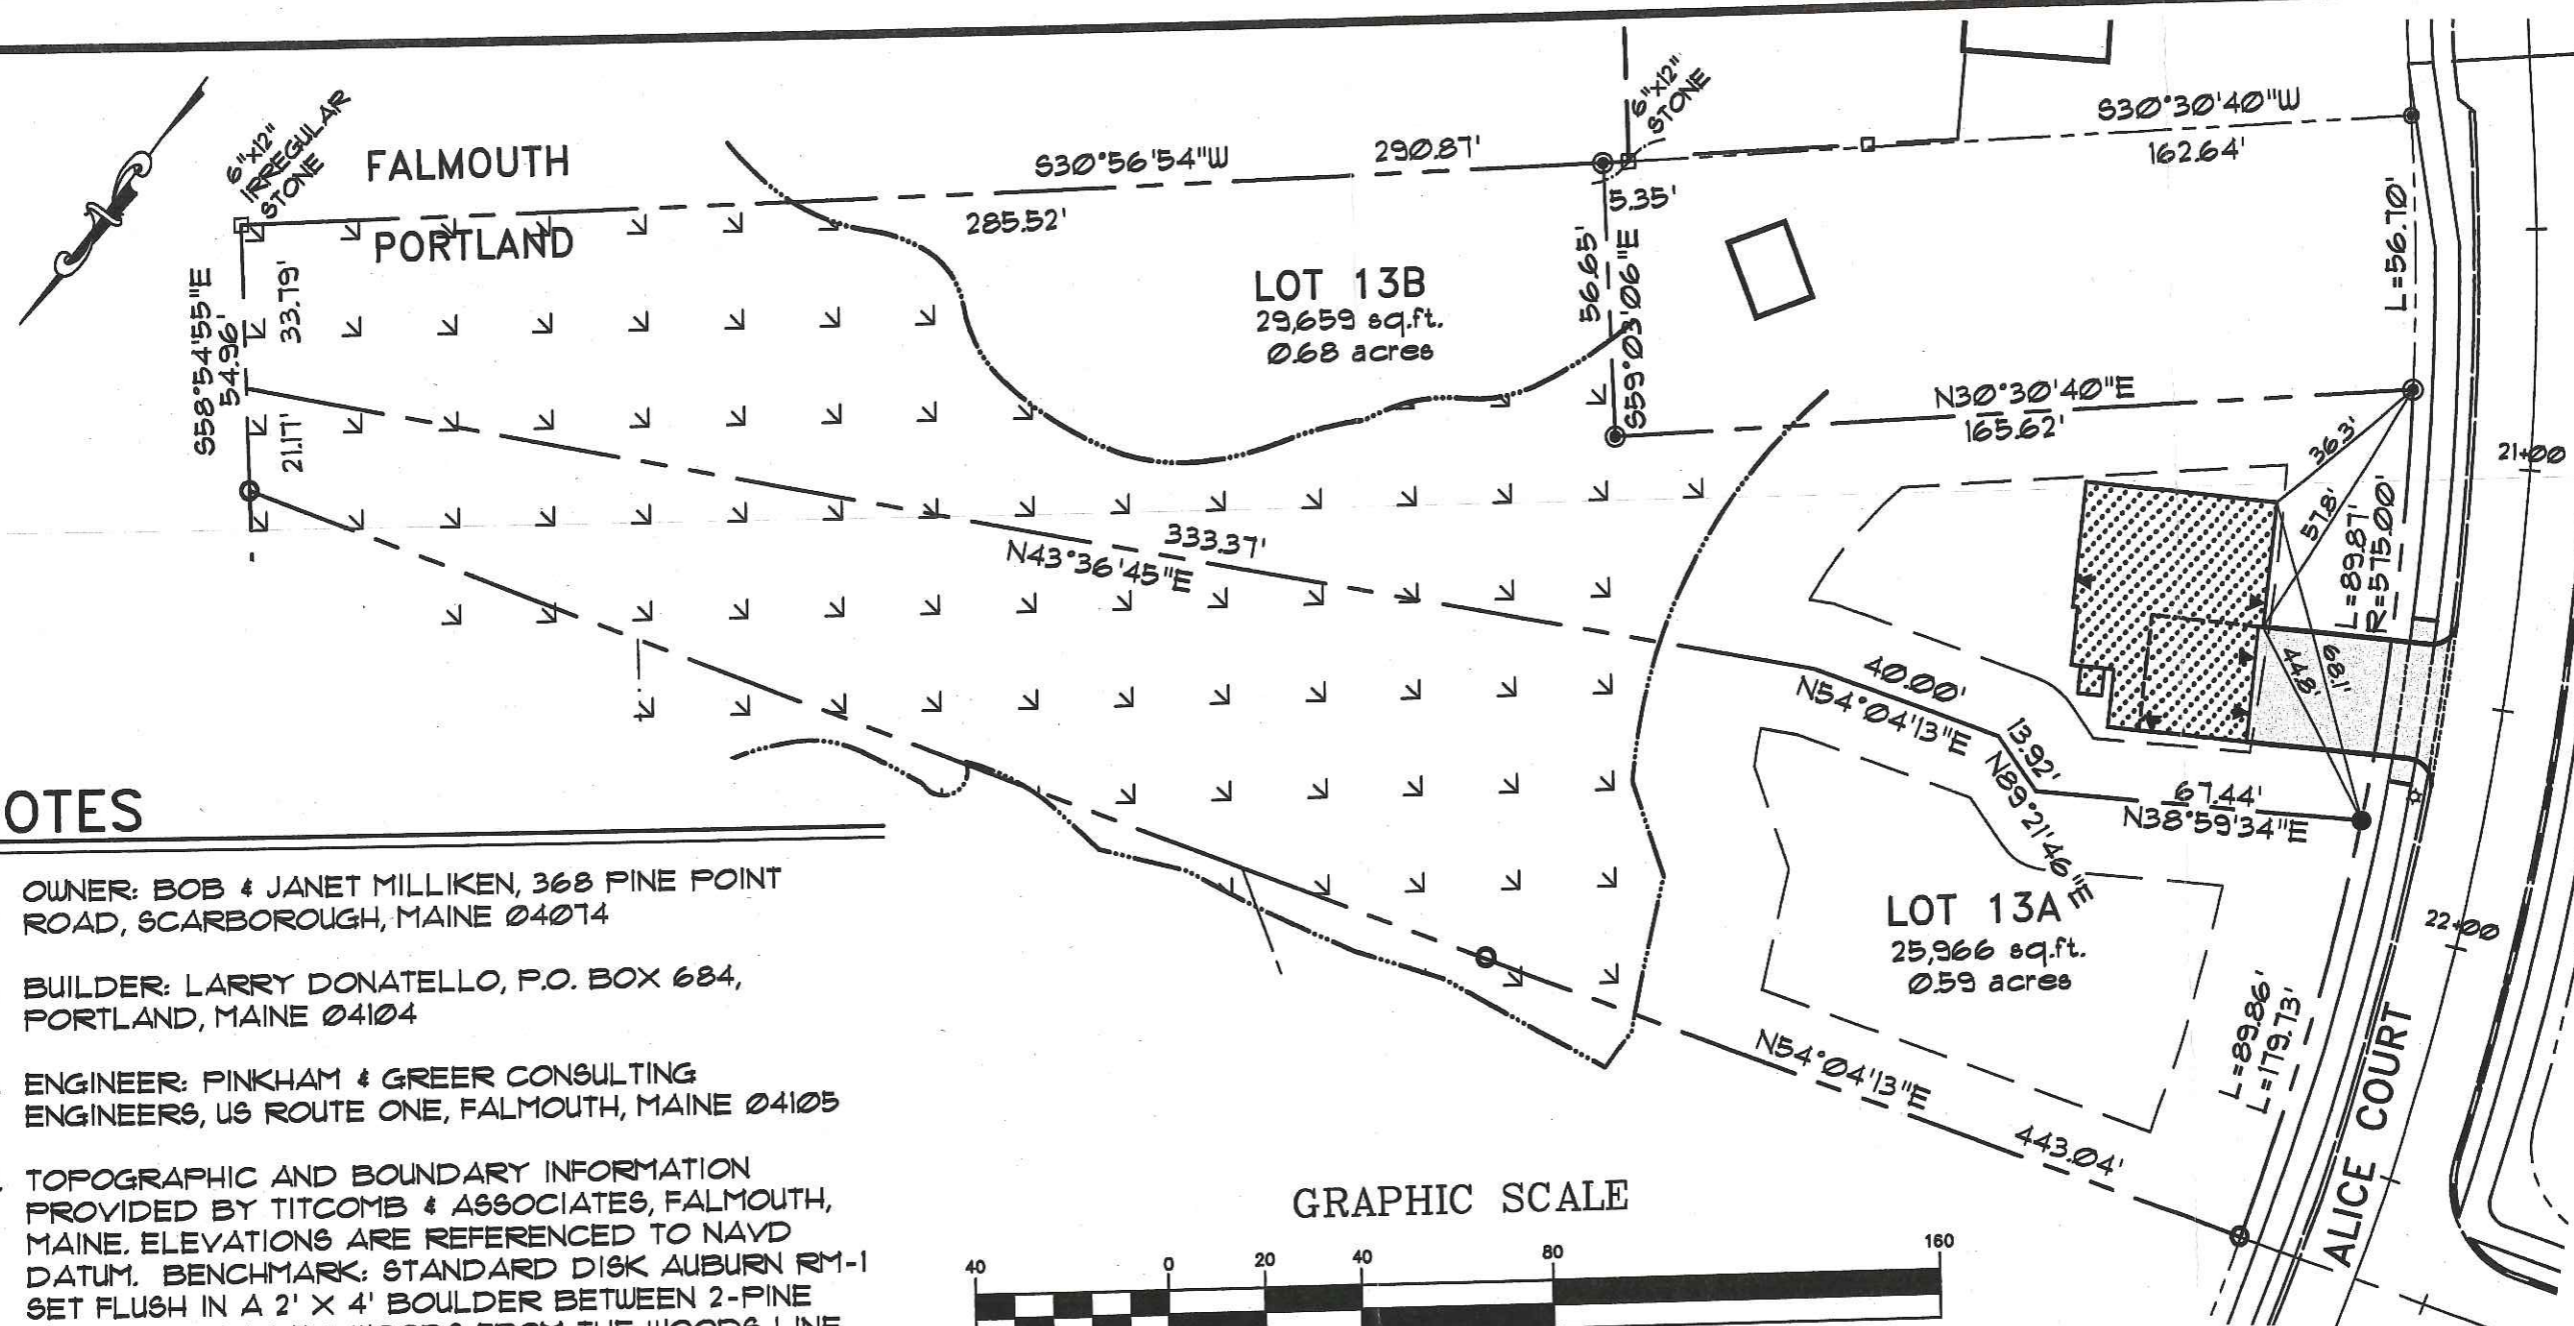 6"x12"
IRREGULAR
STONE
FALMOUTH
PORTLAND
S30°56'54"W
290.87'
285.52'
6"x12"
STONE
5.35'
S30°30'40"W
162.64'
L=56.70'
S58°54'55"E
54.96'
33.79'
21.17'
LOT 13B
29,659 sq.ft.
0.68 acres
56.65'
S59°03'06"E
N30°30'40"E
165.62'
36.3'
57.8'
L=89.87'
R=575.00'
21+00
333.37'
N43°36'45"E
40.00'
N54°04'13"E
13.92'
N89°21'46"E
68.1'
44.8'
67.44'
N38°59'34"E
LOT 13A
25,966 sq.ft.
0.59 acres
22+00
L=89.86'
L=179.73'
ALICE COURT
N54°04'13"E
443.04'
OTES
OWNER: BOB & JANET MILLIKEN, 368 PINE POINT
ROAD, SCARBOROUGH, MAINE 04074
BUILDER: LARRY DONATELLO, P.O. BOX 684,
PORTLAND, MAINE 04104
ENGINEER: PINKHAM & GREER CONSULTING
ENGINEERS, US ROUTE ONE, FALMOUTH, MAINE 04105
TOPOGRAPHIC AND BOUNDARY INFORMATION
PROVIDED BY TITCOMB & ASSOCIATES, FALMOUTH,
MAINE. ELEVATIONS ARE REFERENCED TO NAVD
DATUM. BENCHMARK: STANDARD DISK AUBURN RM-1
SET FLUSH IN A 2' X 4' BOULDER BETWEEN 2-PINE
WOODS FROM THE WOODS LINE
GRAPHIC SCALE
40 0 20 40 80 160